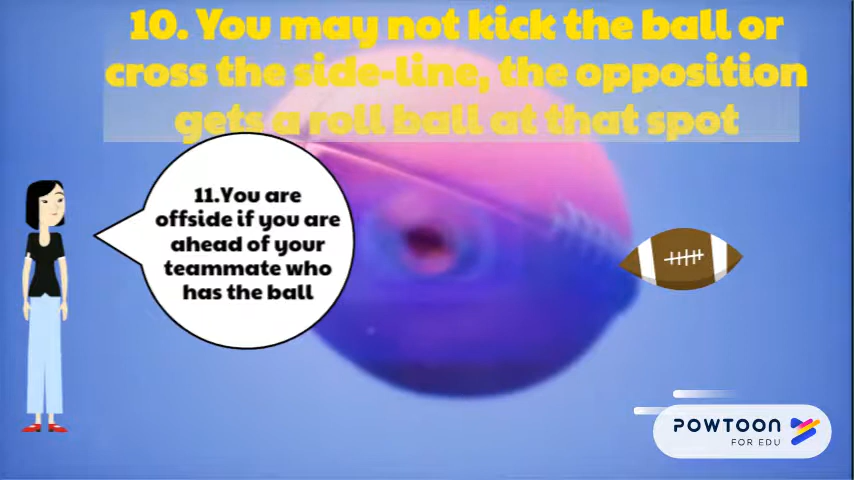 10. You may not kick the ball or
cross the side-line, the opposition
gets a roll ball at that spot
11.You are
offside if you are
ahead of your
teammate who
has the ball
POWTOON
FOR EDU